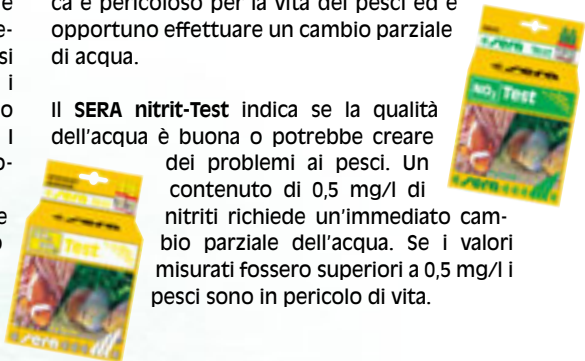 e
e-
si
i
o
I
o-
e
o
ca è pericoloso per la vita dei pesci ed è
opportuno effettuare un cambio parziale
di acqua.
Il SERA nitrit-Test indica se la qualità
dell'acqua è buona o potrebbe creare
dei problemi ai pesci. Un
contenuto di 0,5 mg/l di
nitriti richiede un'immediato cam-
bio parziale dell'acqua. Se i valori
misurati fossero superiori a 0,5 mg/l i
pesci sono in pericolo di vita.
sera
NO₂ Test
sera
Test
sera